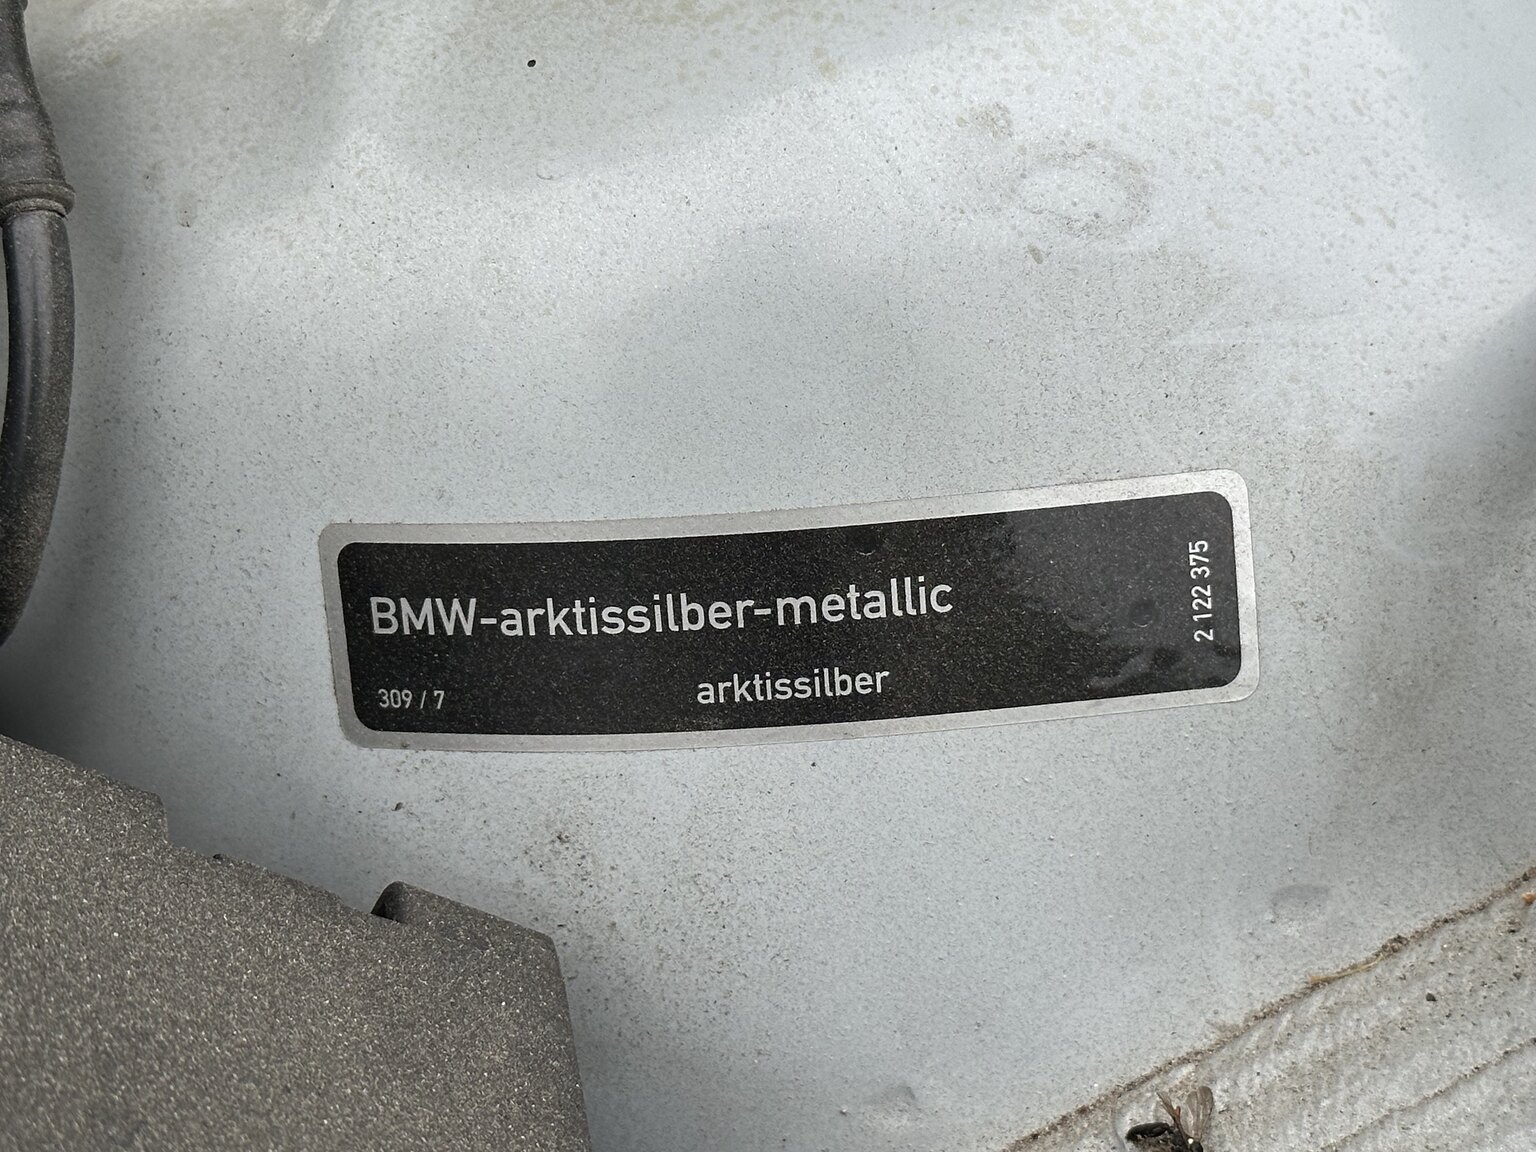 BMW-arktissilber-metallic
309 / 7
arktissilber
2 122 375